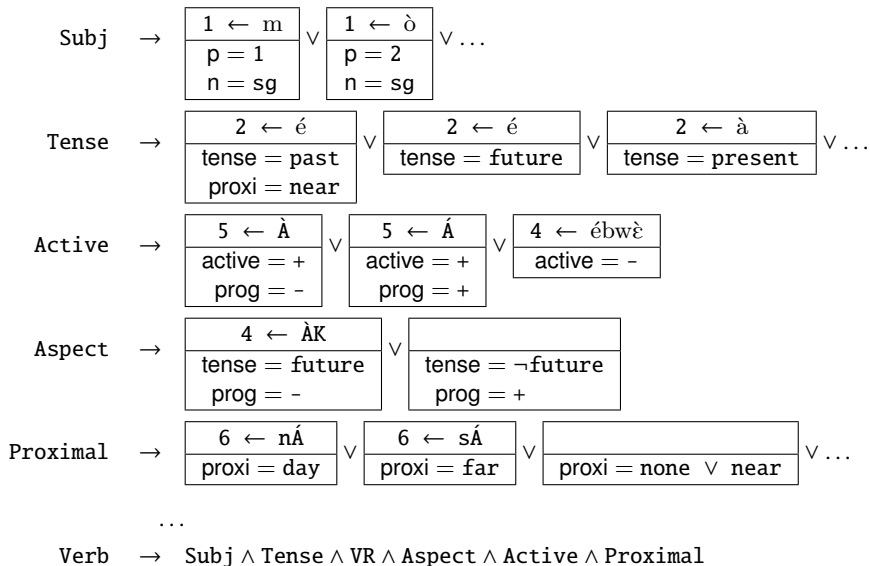 Subj → 1 ← m ∨ 1 ← ò ∨ …
p = 1 p = 2
n = sg n = sg
Tense → 2 ← é ∨ 2 ← é ∨ 2 ← à ∨ …
tense = past tense = future tense = present
proxi = near
Active → 5 ← À ∨ 5 ← Á ∨ 4 ← ébwɛ̀
active = + active = + active = -
prog = - prog = +
Aspect → 4 ← ÀK ∨
tense = future tense = ¬future
prog = - prog = +
Proximal → 6 ← nÁ ∨ 6 ← sÁ ∨ ∨ …
proxi = day proxi = far proxi = none ∨ near
…
Verb → Subj ∧ Tense ∧ VR ∧ Aspect ∧ Active ∧ Proximal